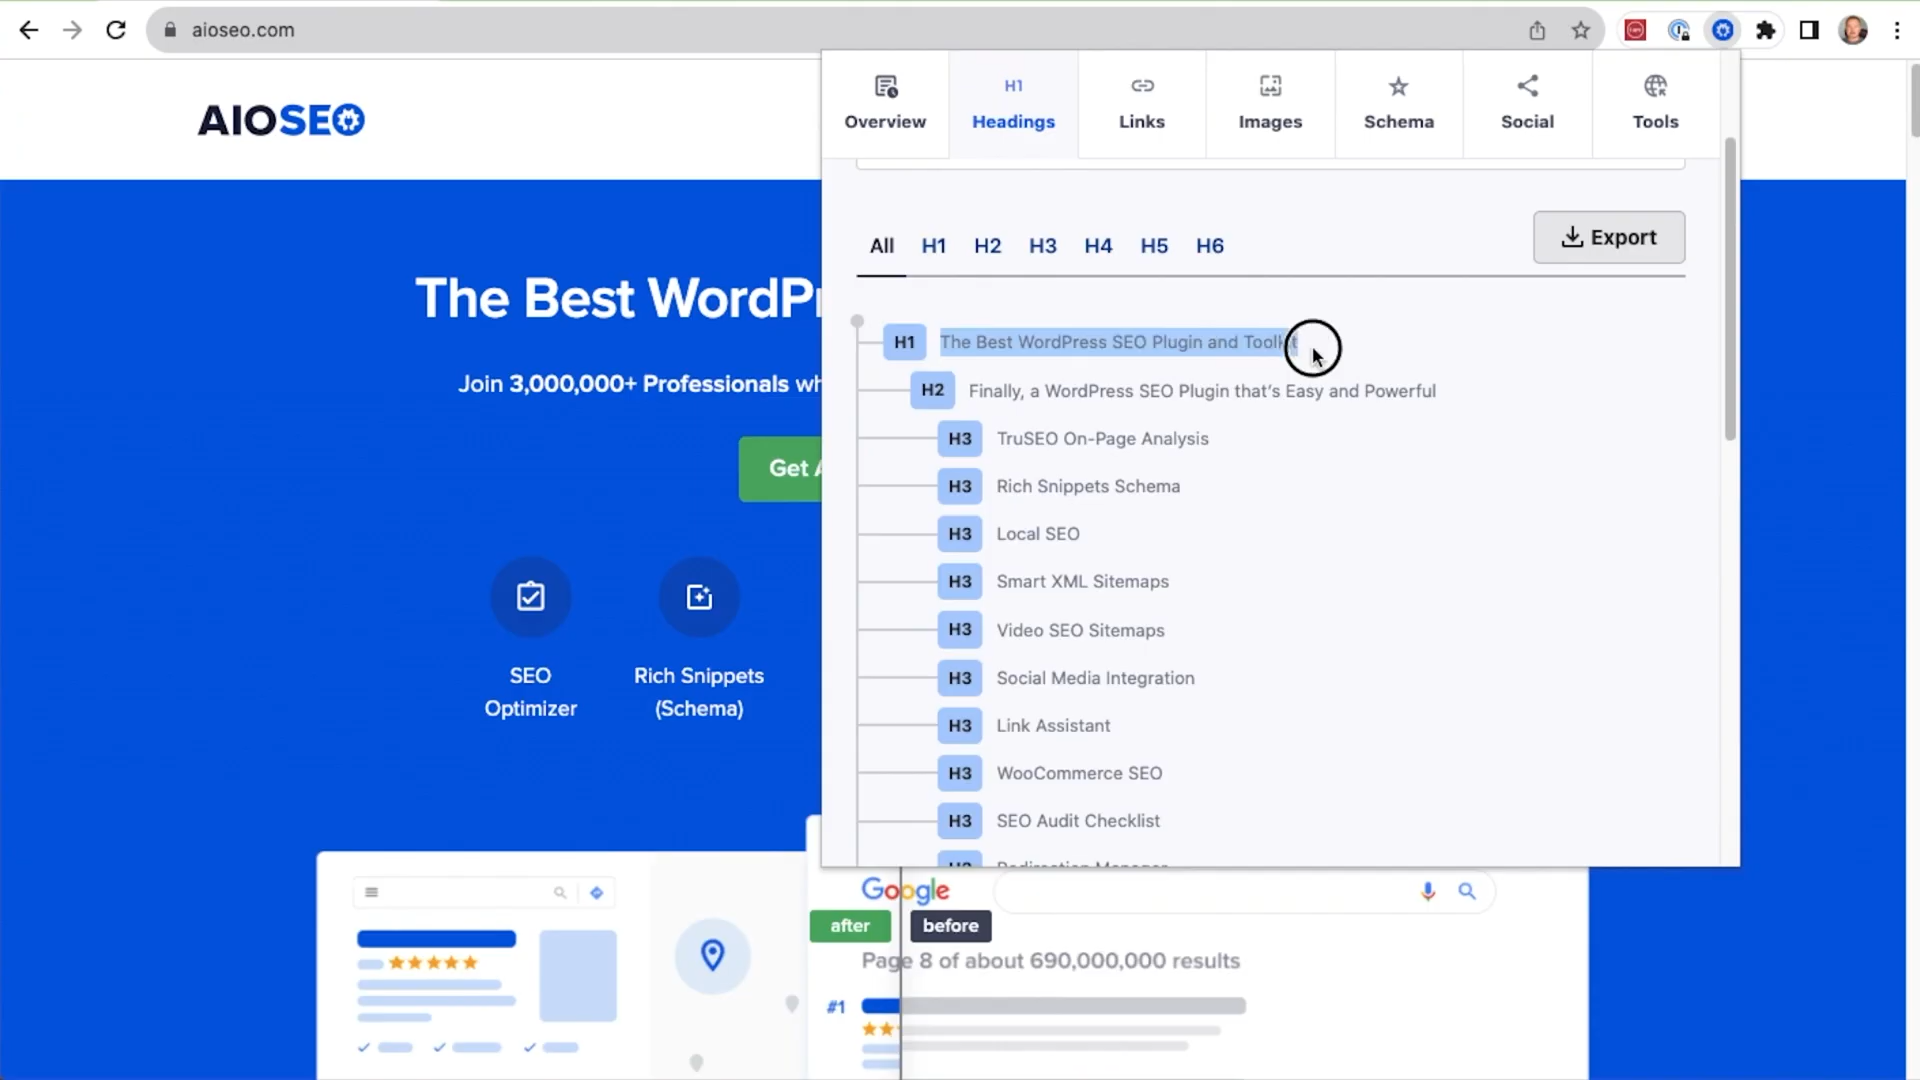 aioseo.com
AIOSEO
Overview
H1
Headings
Links
Images
Schema
Social
Tools
All H1 H2 H3 H4 H5 H6
Export
The Best WordPr
Join 3,000,000+ Professionals wh
Get A
SEO
Optimizer
Rich Snippets
(Schema)
H1 The Best WordPress SEO Plugin and Toolkit
H2 Finally, a WordPress SEO Plugin that's Easy and Powerful
H3 TruSEO On-Page Analysis
H3 Rich Snippets Schema
H3 Local SEO
H3 Smart XML Sitemaps
H3 Video SEO Sitemaps
H3 Social Media Integration
H3 Link Assistant
H3 WooCommerce SEO
H3 SEO Audit Checklist
H3 Redirection Manager
Google
after
before
Page 8 of about 690,000,000 results
#1